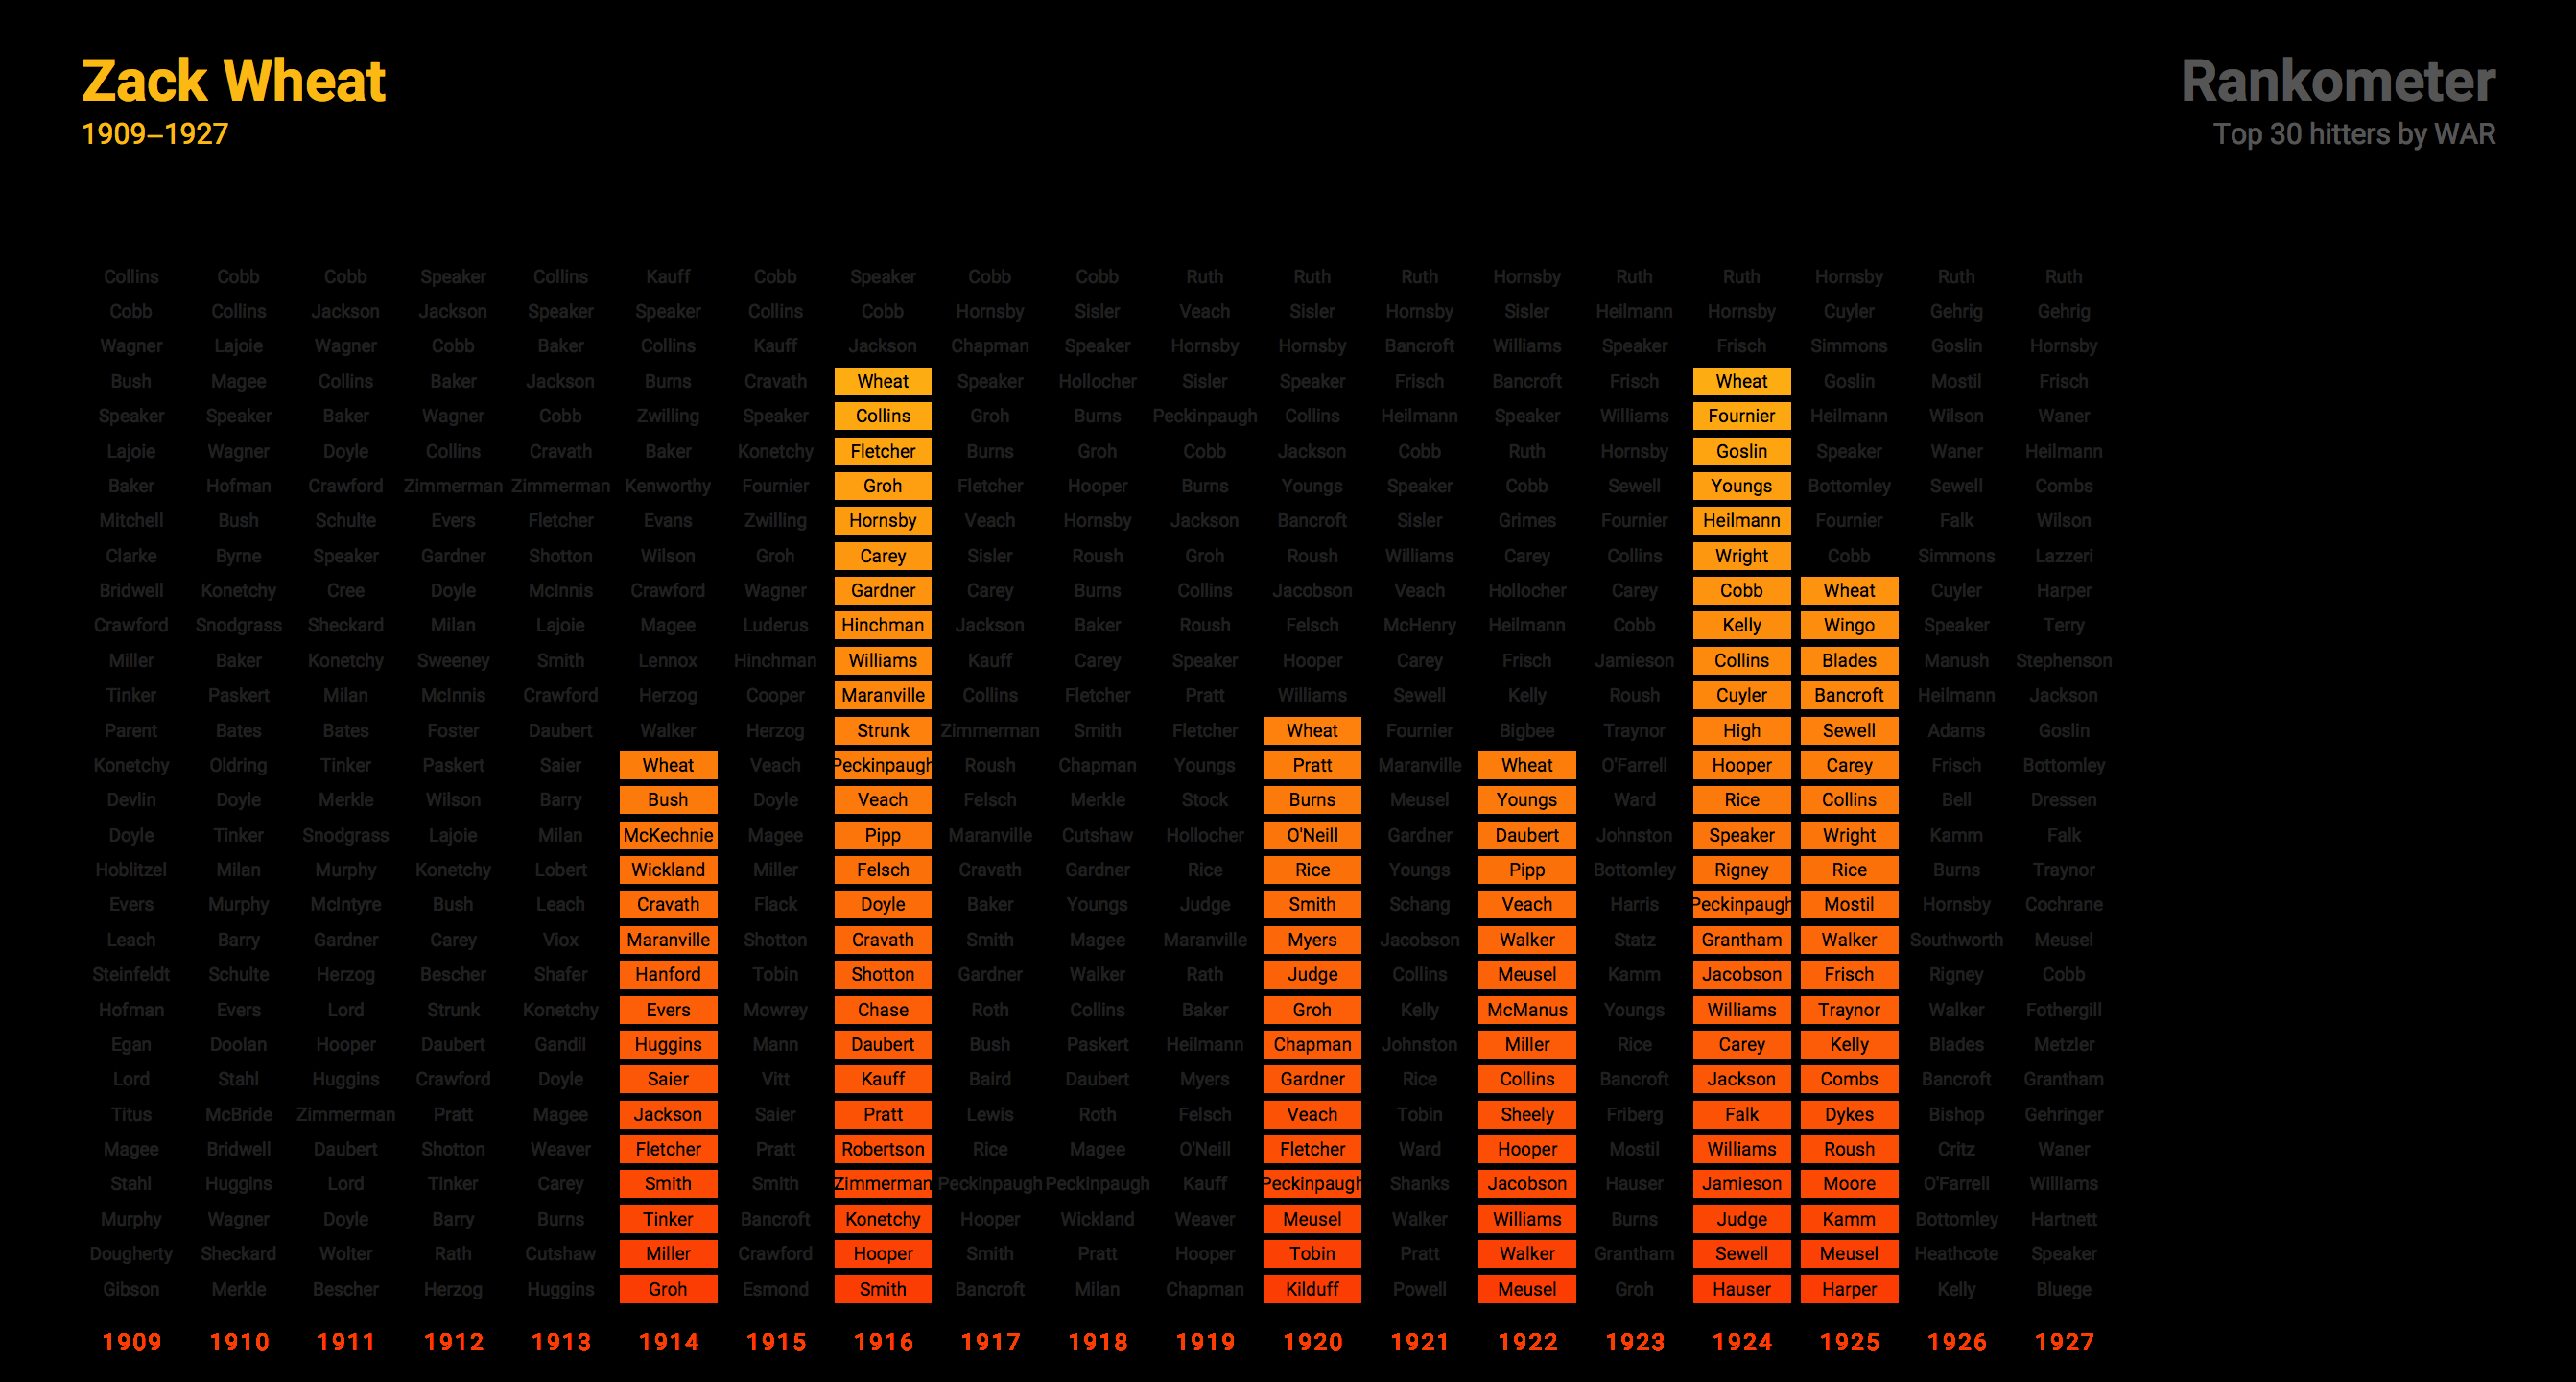 Zack Wheat
1909–1927
Rankometer
Top 30 hitters by WAR
Collins Cobb Cobb Speaker Collins Kauff Cobb Speaker Cobb Cobb Ruth Ruth Ruth Hornsby Ruth Ruth Hornsby Ruth Ruth
Cobb Collins Jackson Jackson Speaker Speaker Collins Cobb Hornsby Sisler Veach Sisler Hornsby Sisler Heilmann Hornsby Cuyler Gehrig Gehrig
Wagner Lajoie Wagner Cobb Baker Collins Kauff Jackson Chapman Speaker Hornsby Hornsby Bancroft Williams Speaker Frisch Simmons Goslin Hornsby
Bush Magee Collins Baker Jackson Burns Cravath Wheat Speaker Hollocher Sisler Speaker Frisch Bancroft Frisch Wheat Goslin Mostil Frisch
Speaker Speaker Baker Wagner Cobb Zwilling Speaker Collins Groh Burns Peckinpaugh Collins Heilmann Speaker Williams Fournier Heilmann Wilson Waner
Lajoie Wagner Doyle Collins Cravath Baker Konetchy Fletcher Burns Groh Cobb Jackson Cobb Ruth Hornsby Goslin Speaker Waner Heilmann
Baker Hofman Crawford Zimmerman Zimmerman Kenworthy Fournier Groh Fletcher Hooper Burns Youngs Speaker Cobb Sewell Youngs Bottomley Sewell Combs
Mitchell Bush Schulte Evers Fletcher Evans Zwilling Hornsby Veach Hornsby Jackson Bancroft Sisler Grimes Fournier Heilmann Fournier Falk Wilson
Clarke Byrne Speaker Gardner Shotton Wilson Groh Carey Sisler Roush Groh Roush Williams Carey Collins Wright Cobb Simmons Lazzeri
Bridwell Konetchy Cree Doyle McInnis Crawford Wagner Gardner Carey Burns Collins Jacobson Veach Hollocher Carey Cobb Wheat Cuyler Harper
Crawford Snodgrass Sheckard Milan Lajoie Magee Luderus Hinchman Jackson Baker Roush Felsch McHenry Heilmann Cobb Kelly Wingo Speaker Terry
Miller Baker Konetchy Sweeney Smith Lennox Hinchman Williams Kauff Carey Speaker Hooper Carey Frisch Jamieson Collins Blades Manush Stephenson
Tinker Paskert Milan McInnis Crawford Herzog Cooper Maranville Collins Fletcher Pratt Williams Sewell Kelly Roush Cuyler Bancroft Heilmann Jackson
Parent Bates Bates Foster Daubert Walker Herzog Strunk Zimmerman Smith Fletcher Wheat Fournier Bigbee Traynor High Sewell Adams Goslin
Konetchy Oldring Tinker Paskert Saier Wheat Veach Peckinpaugh Roush Chapman Youngs Pratt Maranville Wheat O'Farrell Hooper Carey Frisch Bottomley
Devlin Doyle Merkle Wilson Barry Bush Doyle Veach Felsch Merkle Stock Burns Meusel Youngs Ward Rice Collins Bell Dressen
Doyle Tinker Snodgrass Lajoie Milan McKechnie Magee Pipp Maranville Cutshaw Hollocher O'Neill Gardner Daubert Johnston Speaker Wright Kamm Falk
Hoblitzel Milan Murphy Konetchy Lobert Wickland Miller Felsch Cravath Gardner Rice Rice Youngs Pipp Bottomley Rigney Rice Burns Traynor
Evers Murphy McIntyre Bush Leach Cravath Flack Doyle Baker Youngs Judge Smith Schang Veach Harris Peckinpaugh Mostil Hornsby Cochrane
Leach Barry Gardner Carey Viox Maranville Shotton Cravath Smith Magee Maranville Myers Jacobson Walker Statz Grantham Walker Southworth Meusel
Steinfeldt Schulte Herzog Bescher Shafer Hanford Tobin Shotton Gardner Walker Rath Judge Collins Meusel Kamm Jacobson Frisch Rigney Cobb
Hofman Evers Lord Strunk Konetchy Evers Mowrey Chase Roth Collins Baker Groh Kelly McManus Youngs Williams Traynor Walker Fothergill
Egan Doolan Hooper Daubert Gandil Huggins Mann Daubert Bush Paskert Heilmann Chapman Johnston Miller Rice Carey Kelly Blades Metzler
Lord Stahl Huggins Crawford Doyle Saier Vitt Kauff Baird Daubert Myers Gardner Rice Collins Bancroft Jackson Combs Bancroft Grantham
Titus McBride Zimmerman Pratt Magee Jackson Saier Pratt Lewis Roth Felsch Veach Tobin Sheely Friberg Falk Dykes Bishop Gehringer
Magee Bridwell Daubert Shotton Weaver Fletcher Pratt Robertson Rice Magee O'Neill Fletcher Ward Hooper Mostil Williams Roush Critz Waner
Stahl Huggins Lord Tinker Carey Smith Smith Zimmerman Peckinpaugh Peckinpaugh Kauff Peckinpaugh Shanks Jacobson Hauser Jamieson Moore O'Farrell Williams
Murphy Wagner Doyle Barry Burns Tinker Bancroft Konetchy Hooper Wickland Weaver Meusel Walker Williams Burns Judge Kamm Bottomley Hartnett
Dougherty Sheckard Wolter Rath Cutshaw Miller Crawford Hooper Smith Pratt Hooper Tobin Pratt Walker Grantham Sewell Meusel Heathcote Speaker
Gibson Merkle Bescher Herzog Huggins Groh Esmond Smith Bancroft Milan Chapman Kilduff Powell Meusel Groh Hauser Harper Kelly Bluege
1909 1910 1911 1912 1913 1914 1915 1916 1917 1918 1919 1920 1921 1922 1923 1924 1925 1926 1927